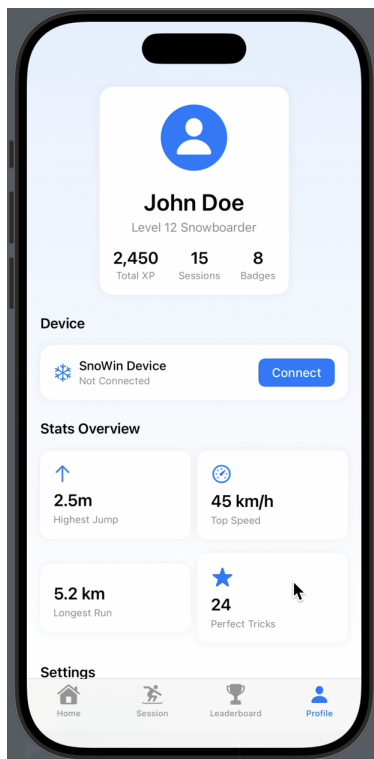 John Doe
Level 12 Snowboarder
2,450 15 8
Total XP Sessions Badges
Device
SnoWin Device
Not Connected
Connect
Stats Overview
2.5m
Highest Jump
45 km/h
Top Speed
5.2 km
Longest Run
24
Perfect Tricks
Settings
Home Session Leaderboard Profile